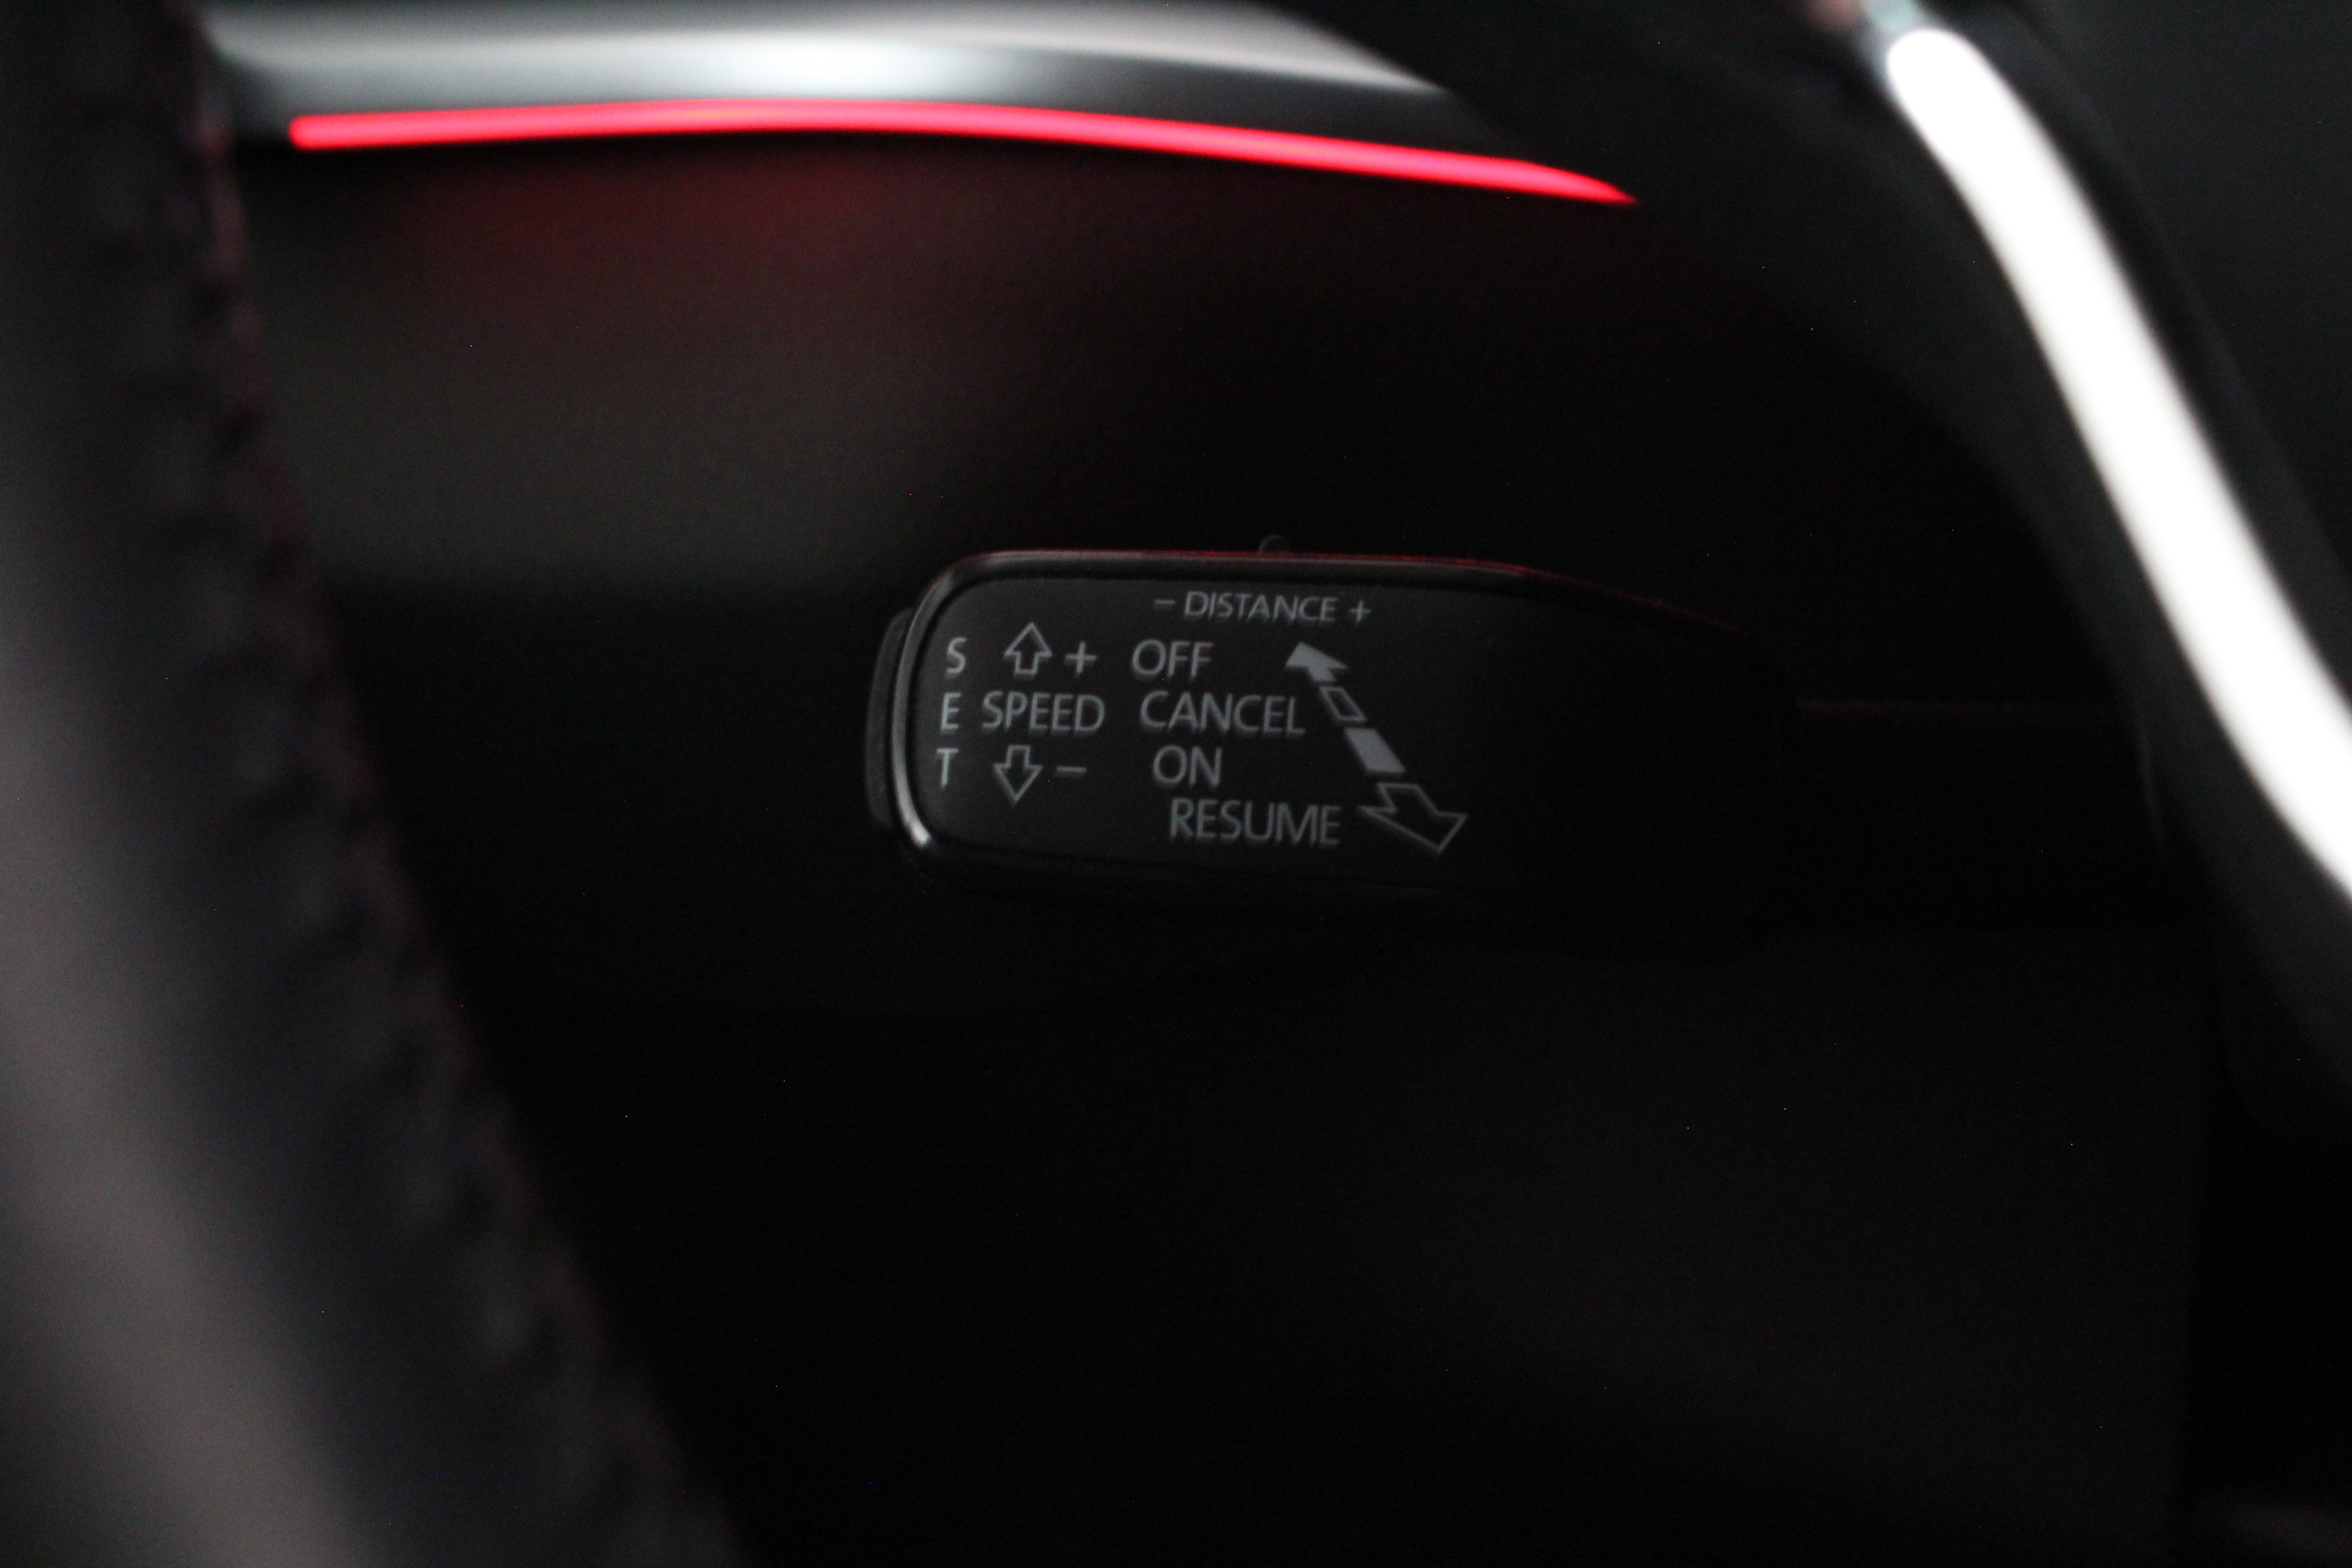 − DISTANCE +
S + OFF
E SPEED CANCEL
T − ON
RESUME